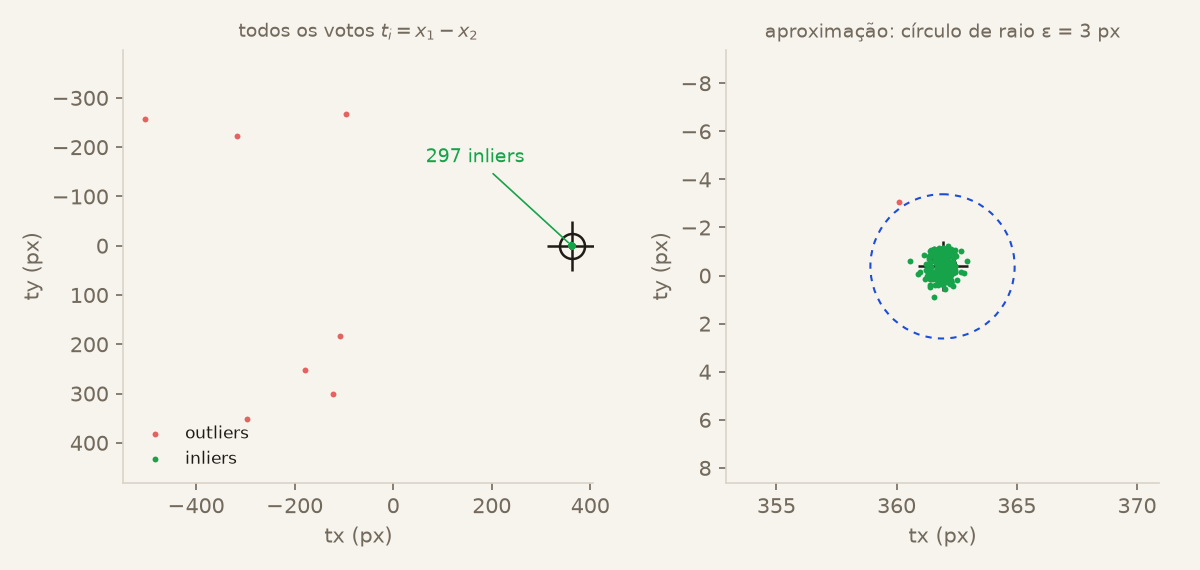 todos os votos tᵢ = x₁ − x₂
ty (px)
−300
−200
−100
0
100
200
300
400
297 inliers
outliers
inliers
−400 −200 0 200 400
tx (px)
aproximação: círculo de raio ε = 3 px
ty (px)
−8
−6
−4
−2
0
2
4
6
8
355 360 365 370
tx (px)